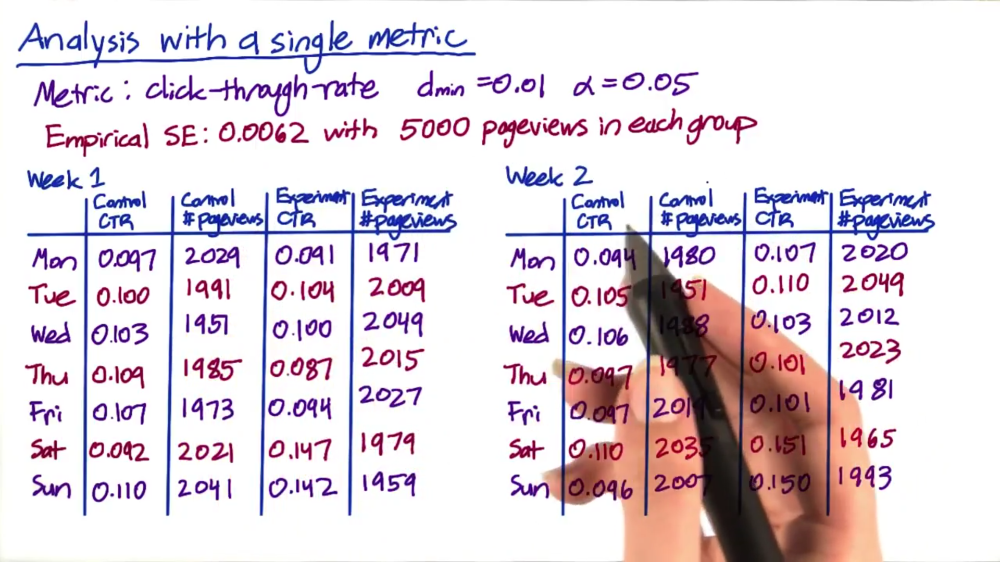 Analysis with a single metric
Metric: click-through-rate dmin =0.01 α=0.05
Empirical SE: 0.0062 with 5000 pageviews in each group
Week 1
Control CTR Control # pageviews Experiment CTR Experiment # pageviews
Mon 0.097 2029 0.091 1971
Tue 0.100 1991 0.104 2009
Wed 0.103 1951 0.100 2049
Thu 0.109 1985 0.087 2015
Fri 0.107 1973 0.094 2027
Sat 0.092 2021 0.147 1979
Sun 0.110 2041 0.142 1959
Week 2
Control CTR Control # pageviews Experiment CTR Experiment # pageviews
Mon 0.094 1980 0.107 2020
Tue 0.105 1951 0.110 2049
Wed 0.106 1988 0.103 2012
Thu 0.097 1977 0.101 2023
Fri 0.097 2019 0.101 1981
Sat 0.110 2035 0.151 1965
Sun 0.096 2007 0.150 1993